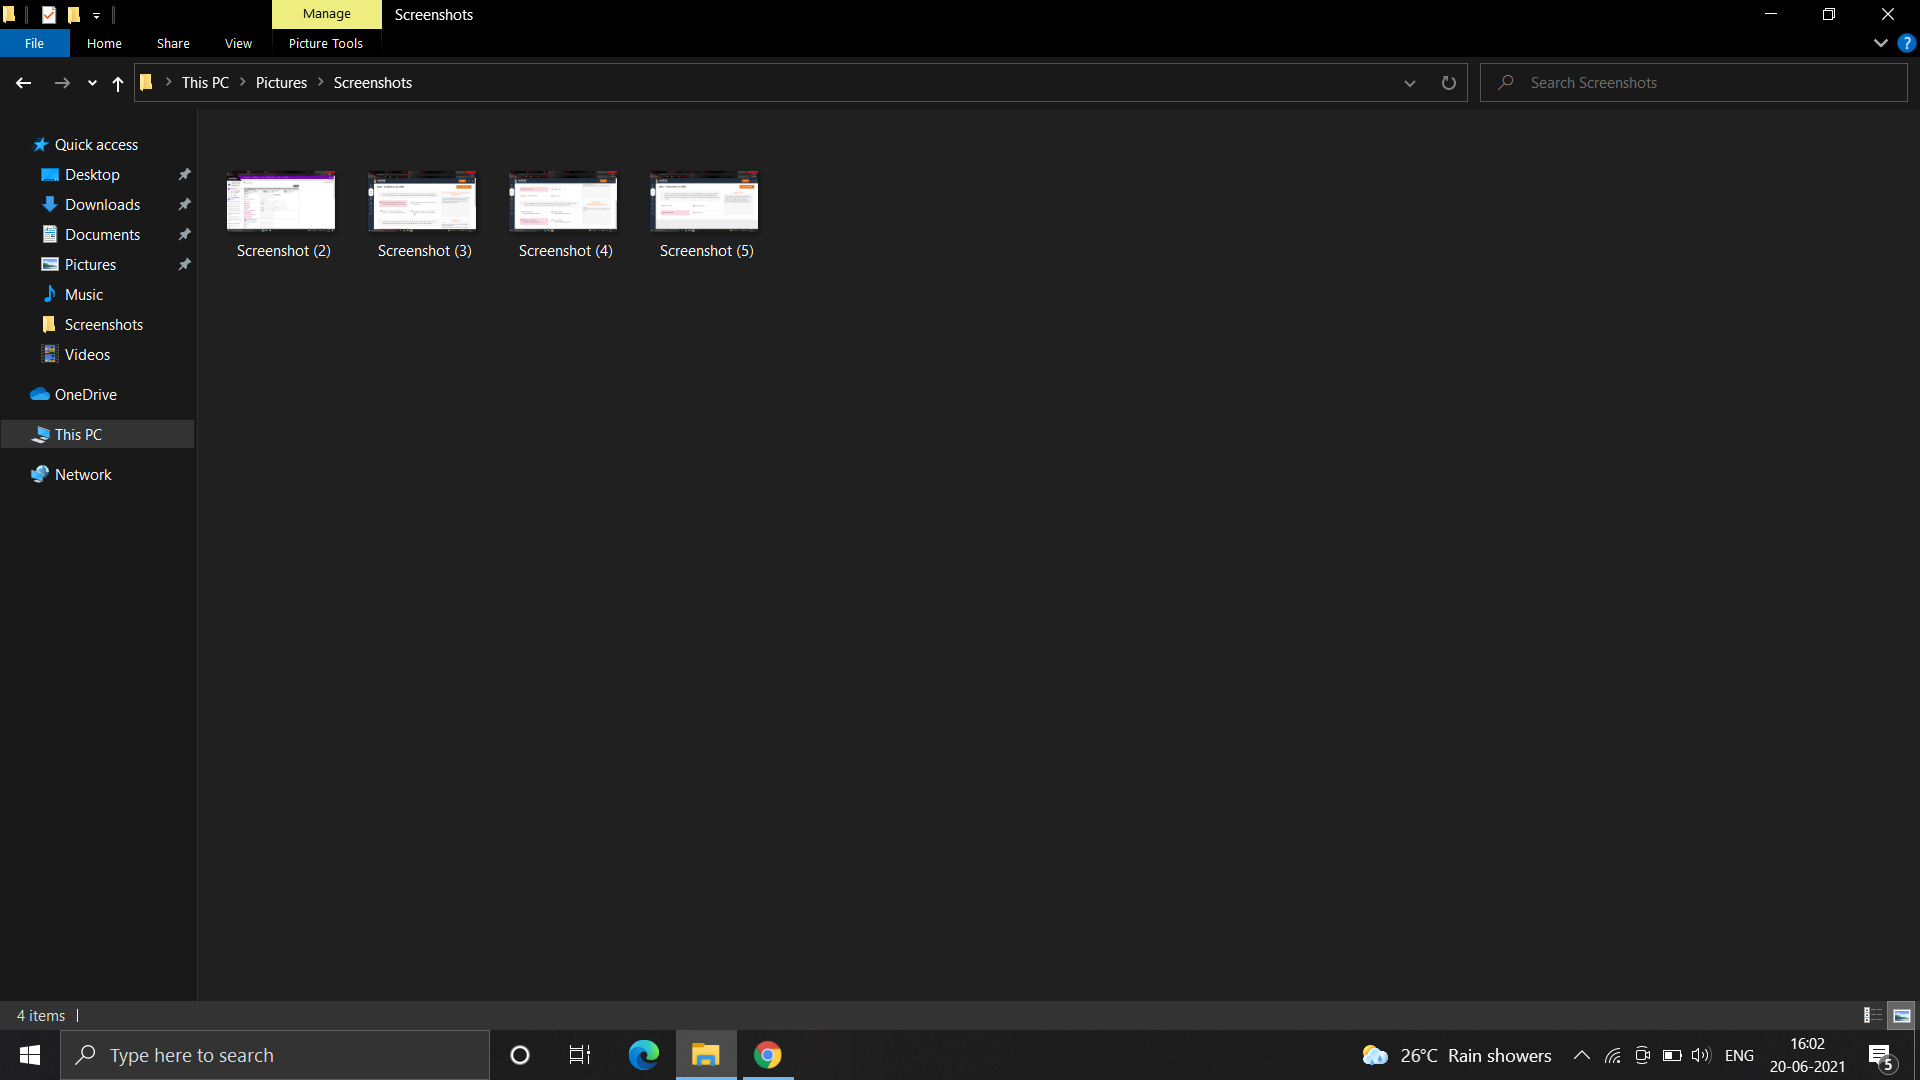 Manage
Screenshots
File
Home
Share
View
Picture Tools
?
This PC
Pictures
Screenshots
Search Screenshots
Quick access
Desktop
Downloads
Documents
Pictures
Music
Screenshots
Videos
OneDrive
This PC
Network
Screenshot (2)
Screenshot (3)
Screenshot (4)
Screenshot (5)
4 items
Type here to search
26°C Rain showers
ENG
16:02
20-06-2021
5